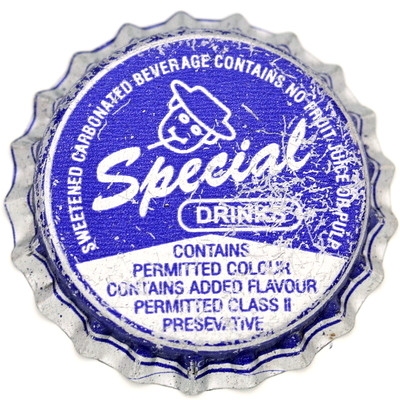 SWEETENED CARBONATED BEVERAGE CONTAINS NO FRUIT JUICE OR PULP
Special
DRINKS
CONTAINS
PERMITTED COLOUR
CONTAINS ADDED FLAVOUR
PERMITTED CLASS II
PRESEVATIVE